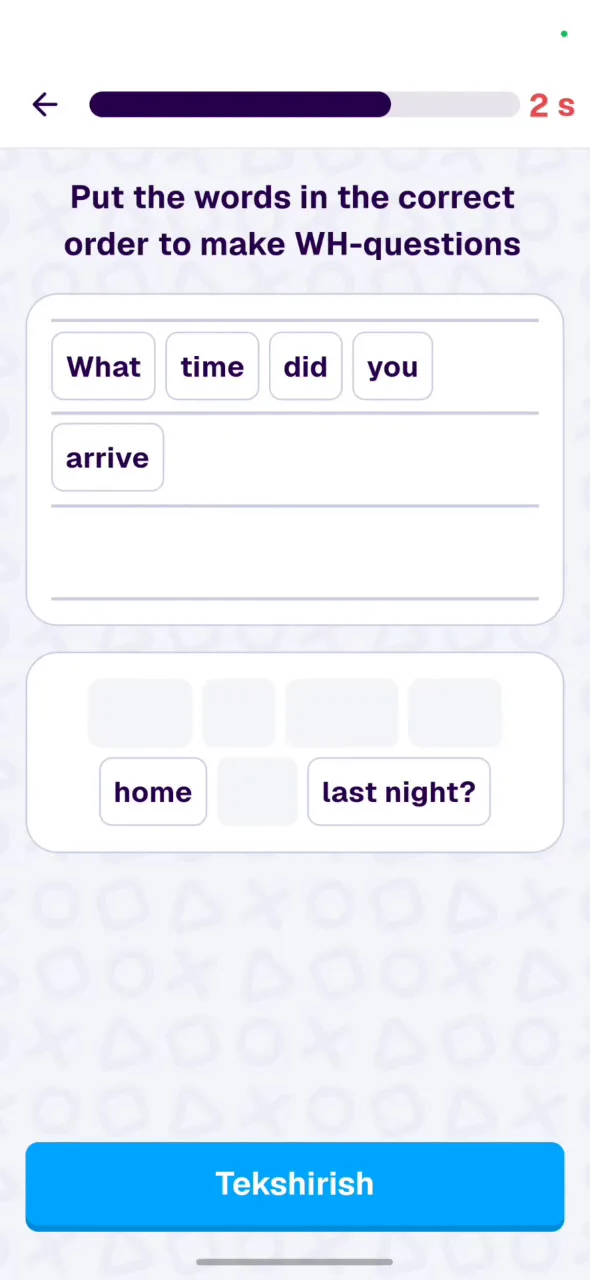 2 s
Put the words in the correct
order to make WH-questions
What time did you
arrive
home last night?
Tekshirish